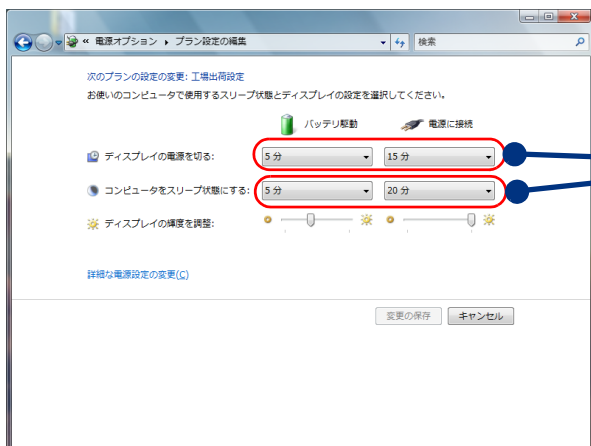 « 電源オプション ▸ プラン設定の編集 検索
次のプランの設定の変更: 工場出荷設定
お使いのコンピュータで使用するスリープ状態とディスプレイの設定を選択してください。
バッテリ駆動 電源に接続
ディスプレイの電源を切る: 5 分 15 分
コンピュータをスリープ状態にする: 5 分 20 分
ディスプレイの輝度を調整:
詳細な電源設定の変更(C)
変更の保存 キャンセル